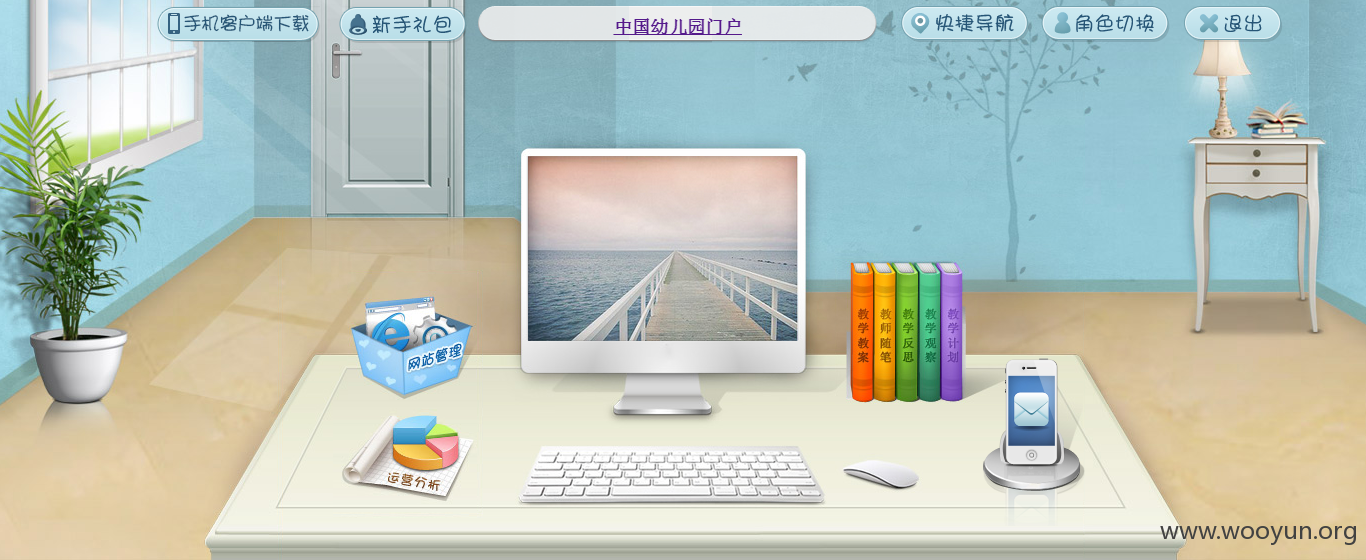 手机客户端下载
新手礼包
中国幼儿园门户
快捷导航
角色切换
退出
网站管理
运营分析
教学教案
教师随笔
教学反思
教学观察
教学计划
www.wooyun.org